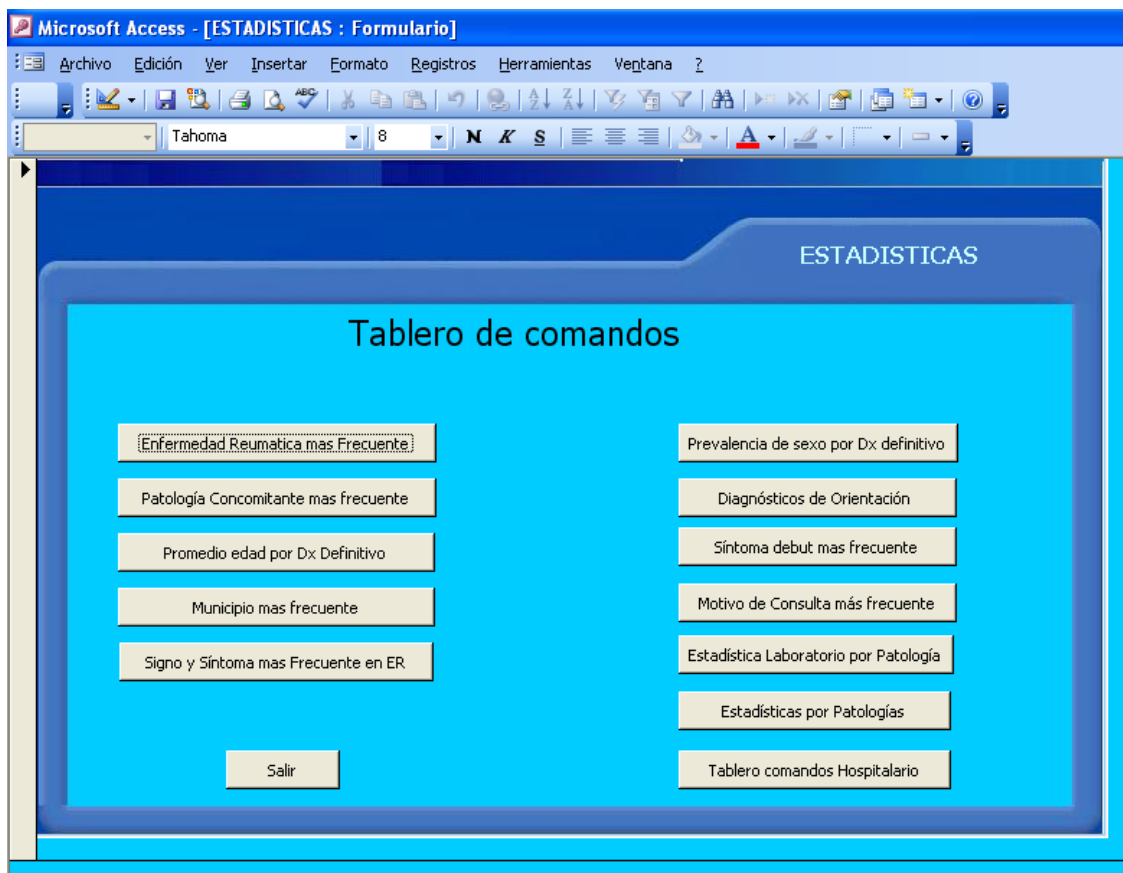 Microsoft Access - [ESTADISTICAS : Formulario]
Archivo Edición Ver Insertar Formato Registros Herramientas Ventana ?
Tahoma 8 N K S A
ESTADISTICAS
Tablero de comandos
Enfermedad Reumatica mas Frecuente
Patología Concomitante mas frecuente
Promedio edad por Dx Definitivo
Municipio mas frecuente
Signo y Síntoma mas Frecuente en ER
Salir
Prevalencia de sexo por Dx definitivo
Diagnósticos de Orientación
Síntoma debut mas frecuente
Motivo de Consulta más frecuente
Estadística Laboratorio por Patología
Estadísticas por Patologías
Tablero comandos Hospitalario